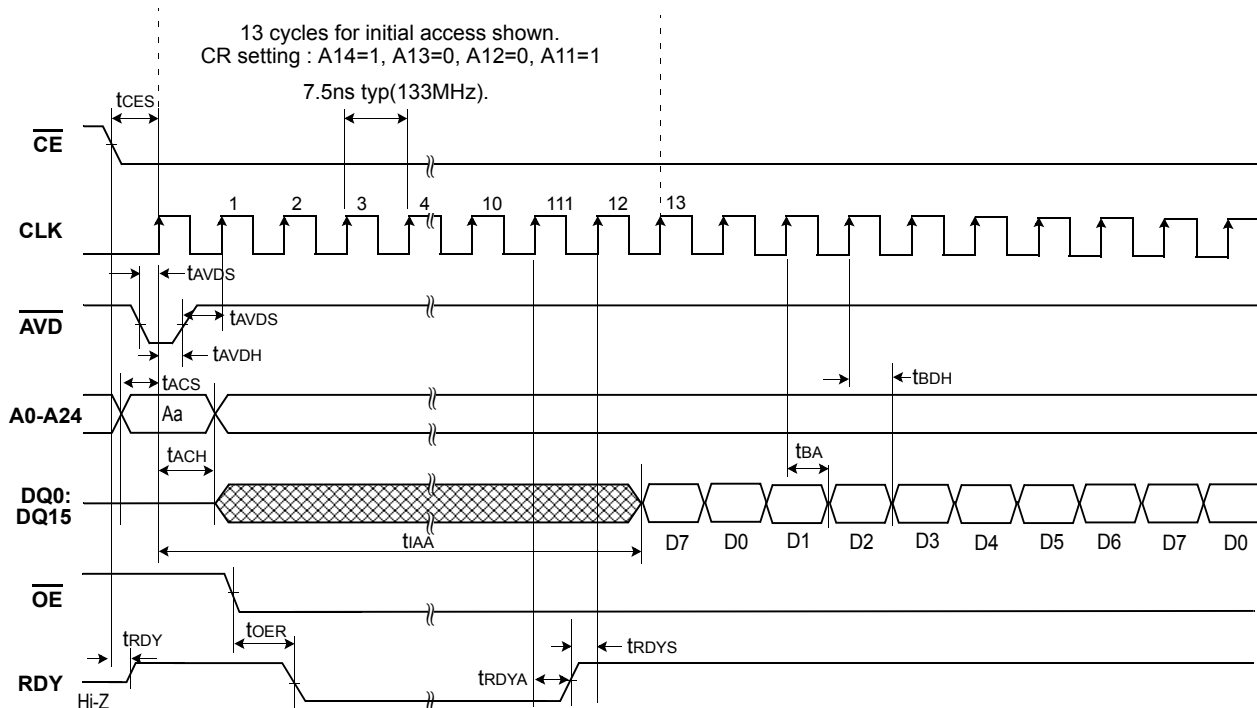 13 cycles for initial access shown.
CR setting : A14=1, A13=0, A12=0, A11=1
7.5ns typ(133MHz).
tCES
CE
CLK
1 2 3 4 10 111 12 13
tAVDS
AVD
tAVDS
tAVDH
tACS
tBDH
A0-A24
Aa
tACH
tBA
DQ0:
DQ15
tIAA
D7 D0 D1 D2 D3 D4 D5 D6 D7 D0
OE
tOER
tRDY
tRDYS
RDY
tRDYA
Hi-Z